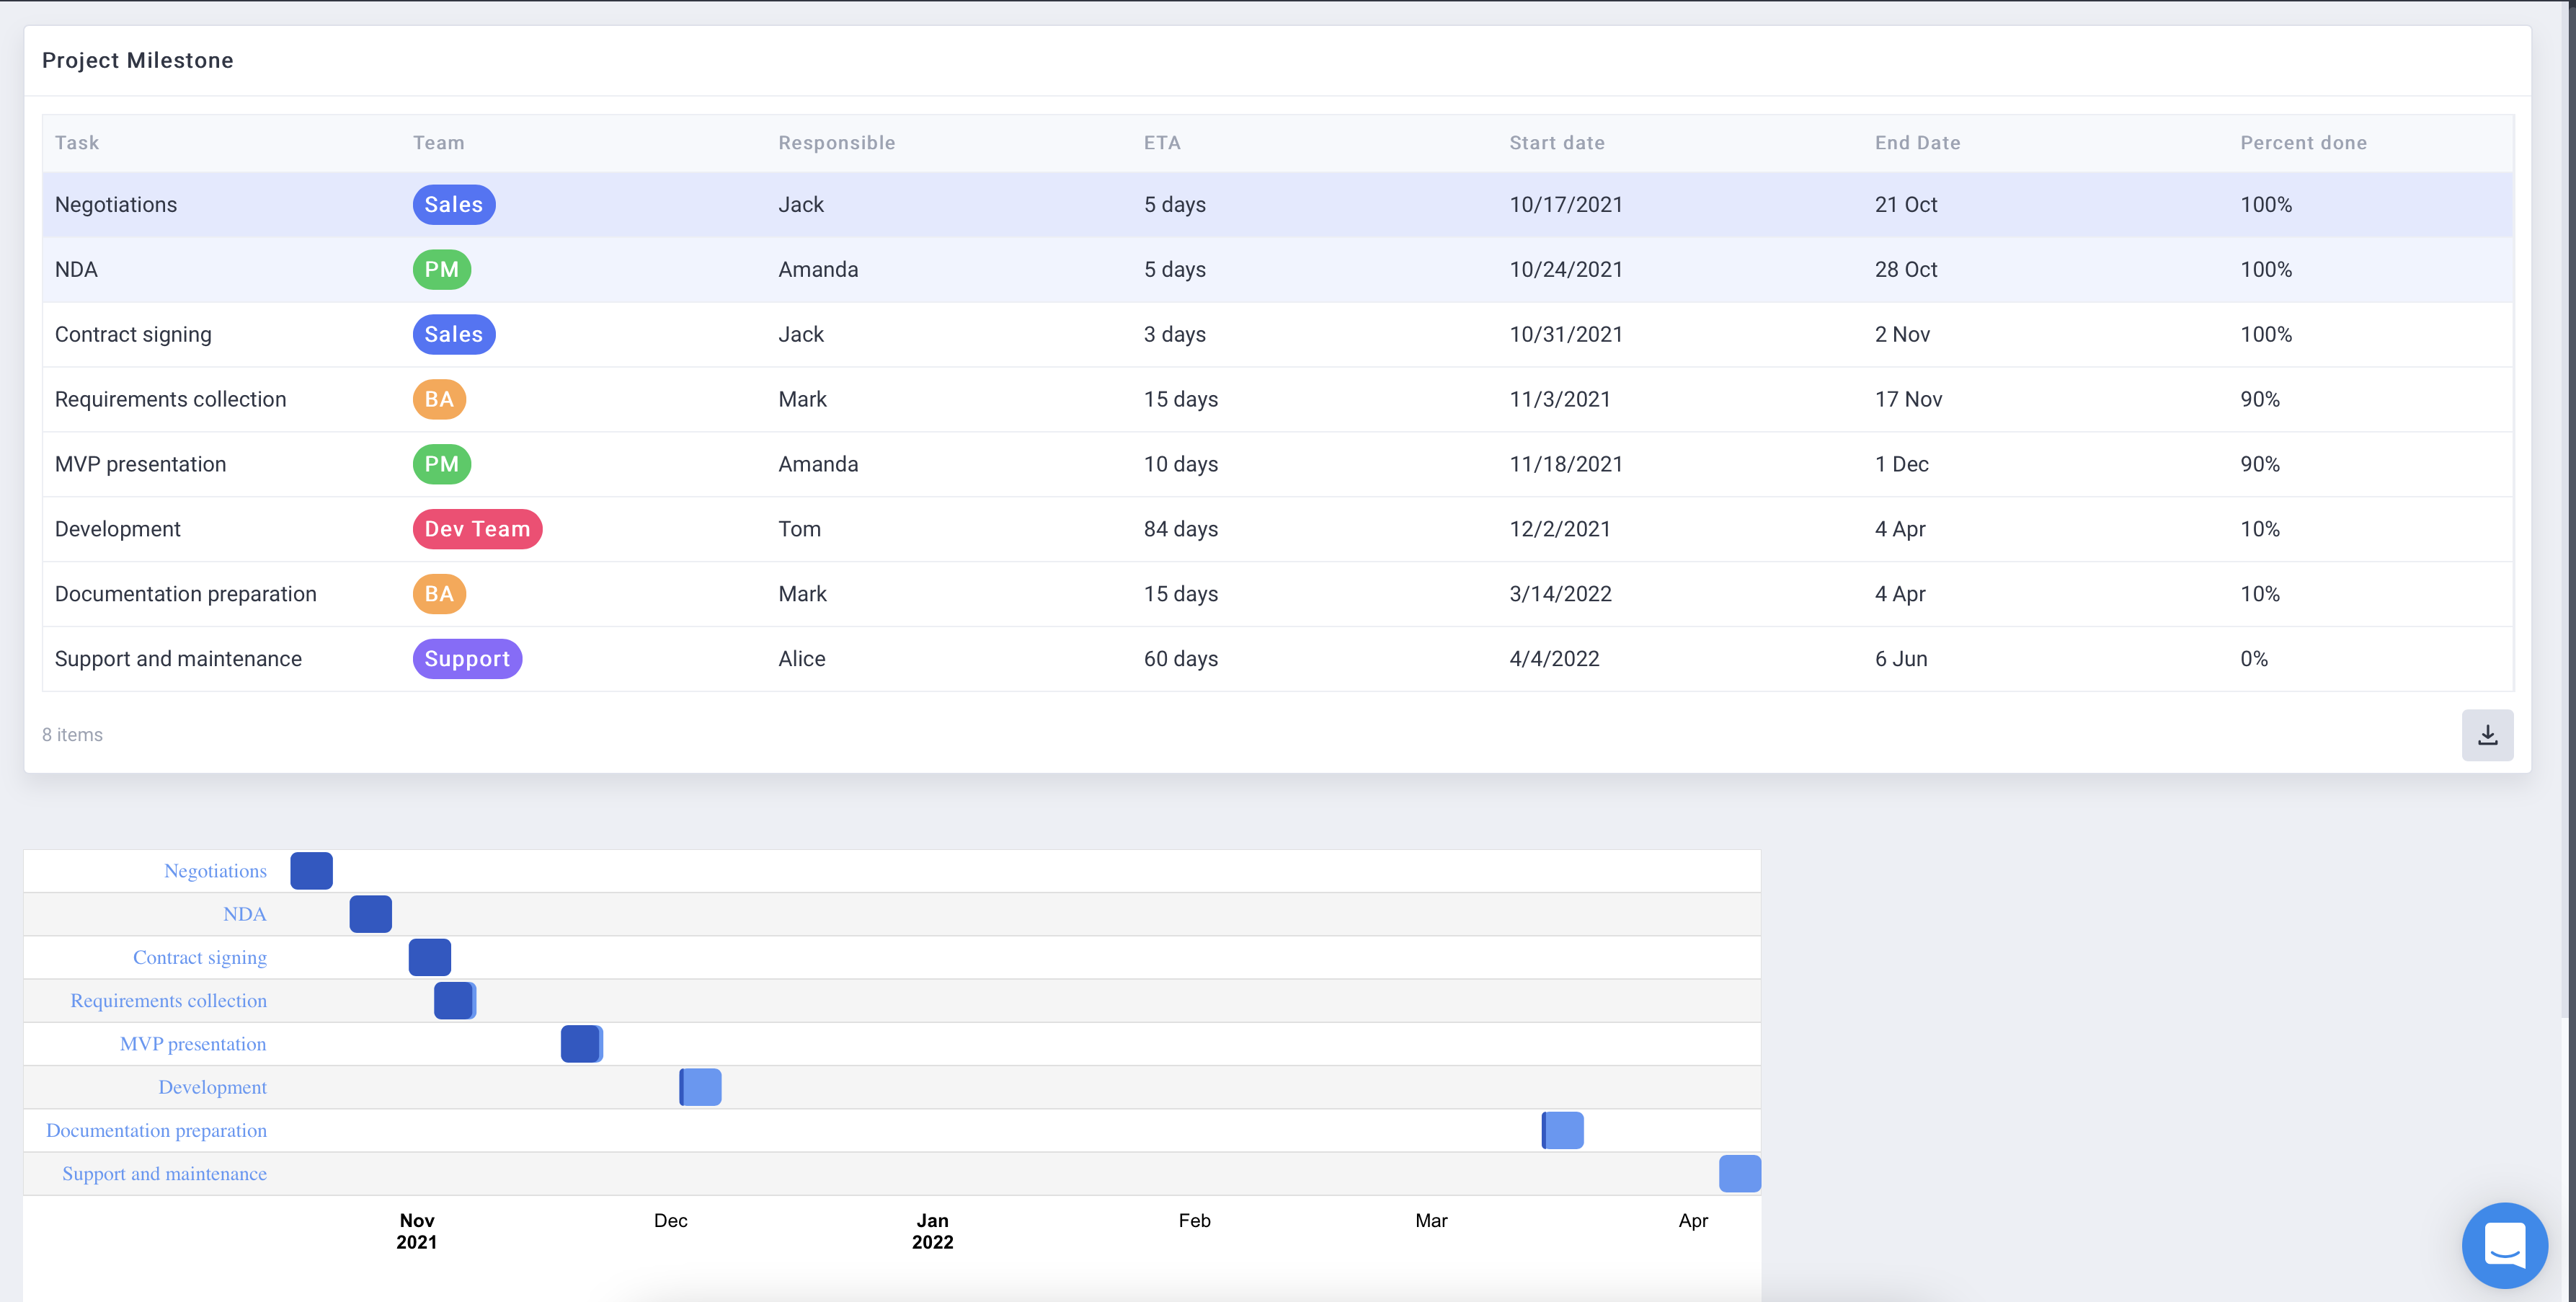 Project Milestone
Task Team Responsible ETA Start date End Date Percent done
Negotiations Sales Jack 5 days 10/17/2021 21 Oct 100%
NDA PM Amanda 5 days 10/24/2021 28 Oct 100%
Contract signing Sales Jack 3 days 10/31/2021 2 Nov 100%
Requirements collection BA Mark 15 days 11/3/2021 17 Nov 90%
MVP presentation PM Amanda 10 days 11/18/2021 1 Dec 90%
Development Dev Team Tom 84 days 12/2/2021 4 Apr 10%
Documentation preparation BA Mark 15 days 3/14/2022 4 Apr 10%
Support and maintenance Support Alice 60 days 4/4/2022 6 Jun 0%
8 items
Negotiations
NDA
Contract signing
Requirements collection
MVP presentation
Development
Documentation preparation
Support and maintenance
Nov Dec Jan Feb Mar Apr
2021 2022